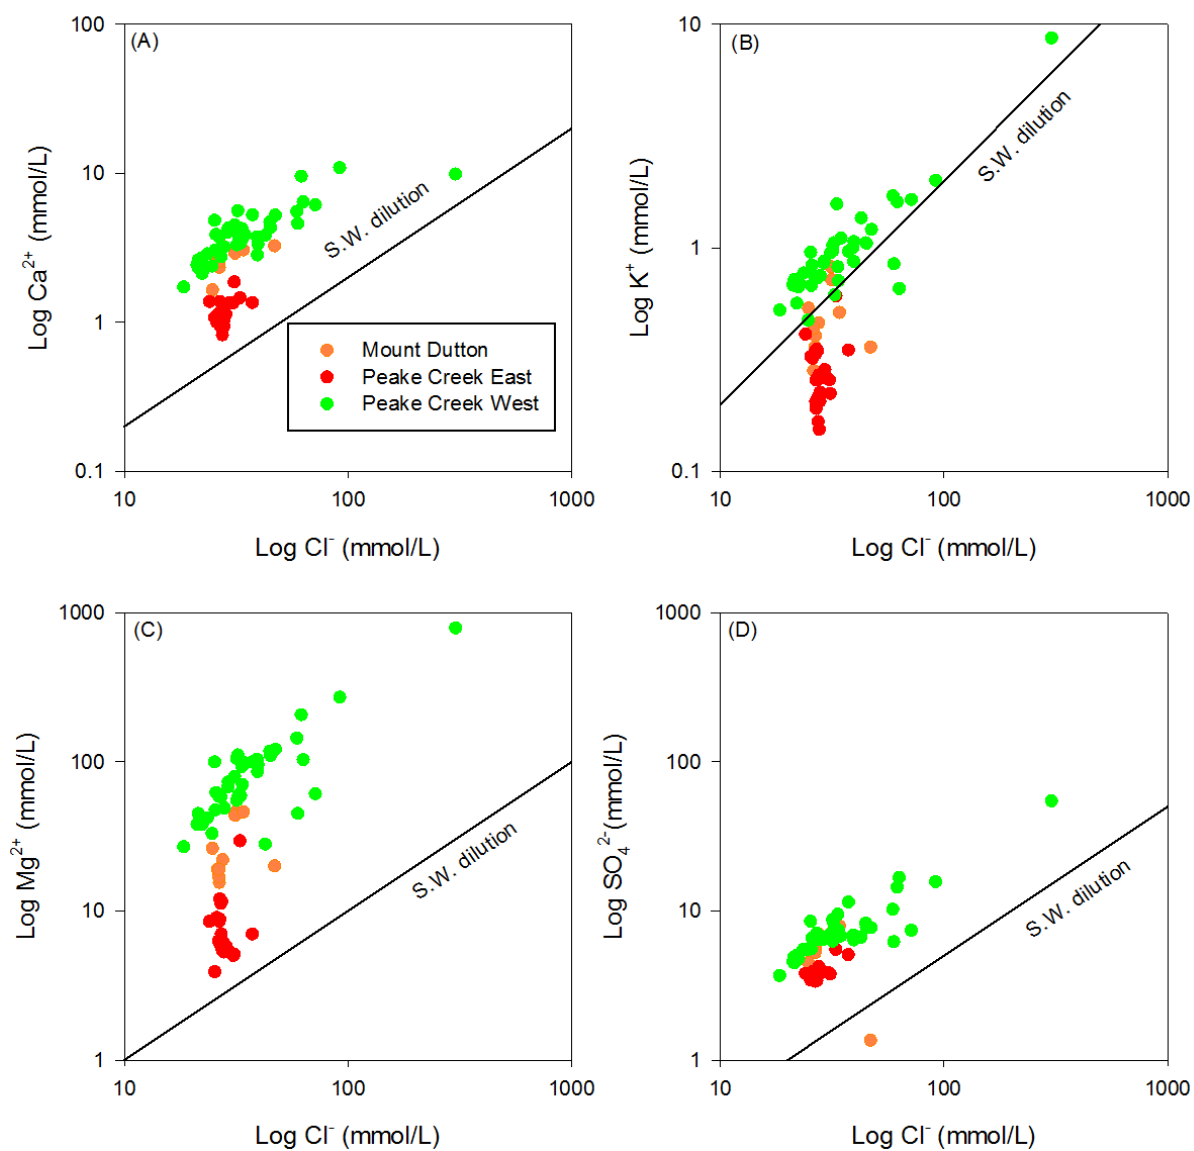 (A)
100
10
1
0.1
Log Ca²⁺ (mmol/L)
S.W. dilution
Mount Dutton
Peake Creek East
Peake Creek West
10
100
1000
Log Cl⁻ (mmol/L)
(B)
10
1
0.1
Log K⁺ (mmol/L)
S.W. dilution
10
100
1000
Log Cl⁻ (mmol/L)
(C)
1000
100
10
1
Log Mg²⁺ (mmol/L)
S.W. dilution
10
100
1000
Log Cl⁻ (mmol/L)
(D)
1000
100
10
1
Log SO₄²⁻(mmol/L)
S.W. dilution
10
100
1000
Log Cl⁻ (mmol/L)